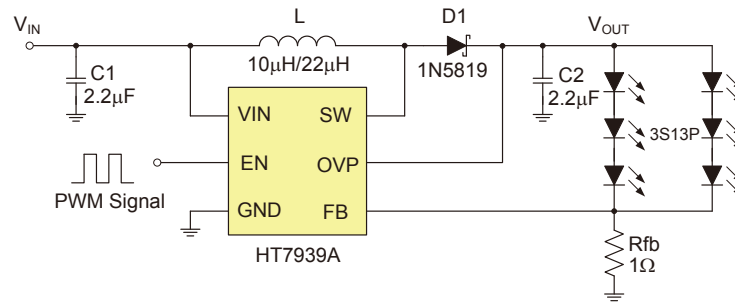 VIN
L
D1
VOUT
10μH/22μH
1N5819
C1
2.2μF
C2
2.2μF
VIN
SW
3S13P
EN
OVP
PWM Signal
GND
FB
HT7939A
Rfb
1Ω